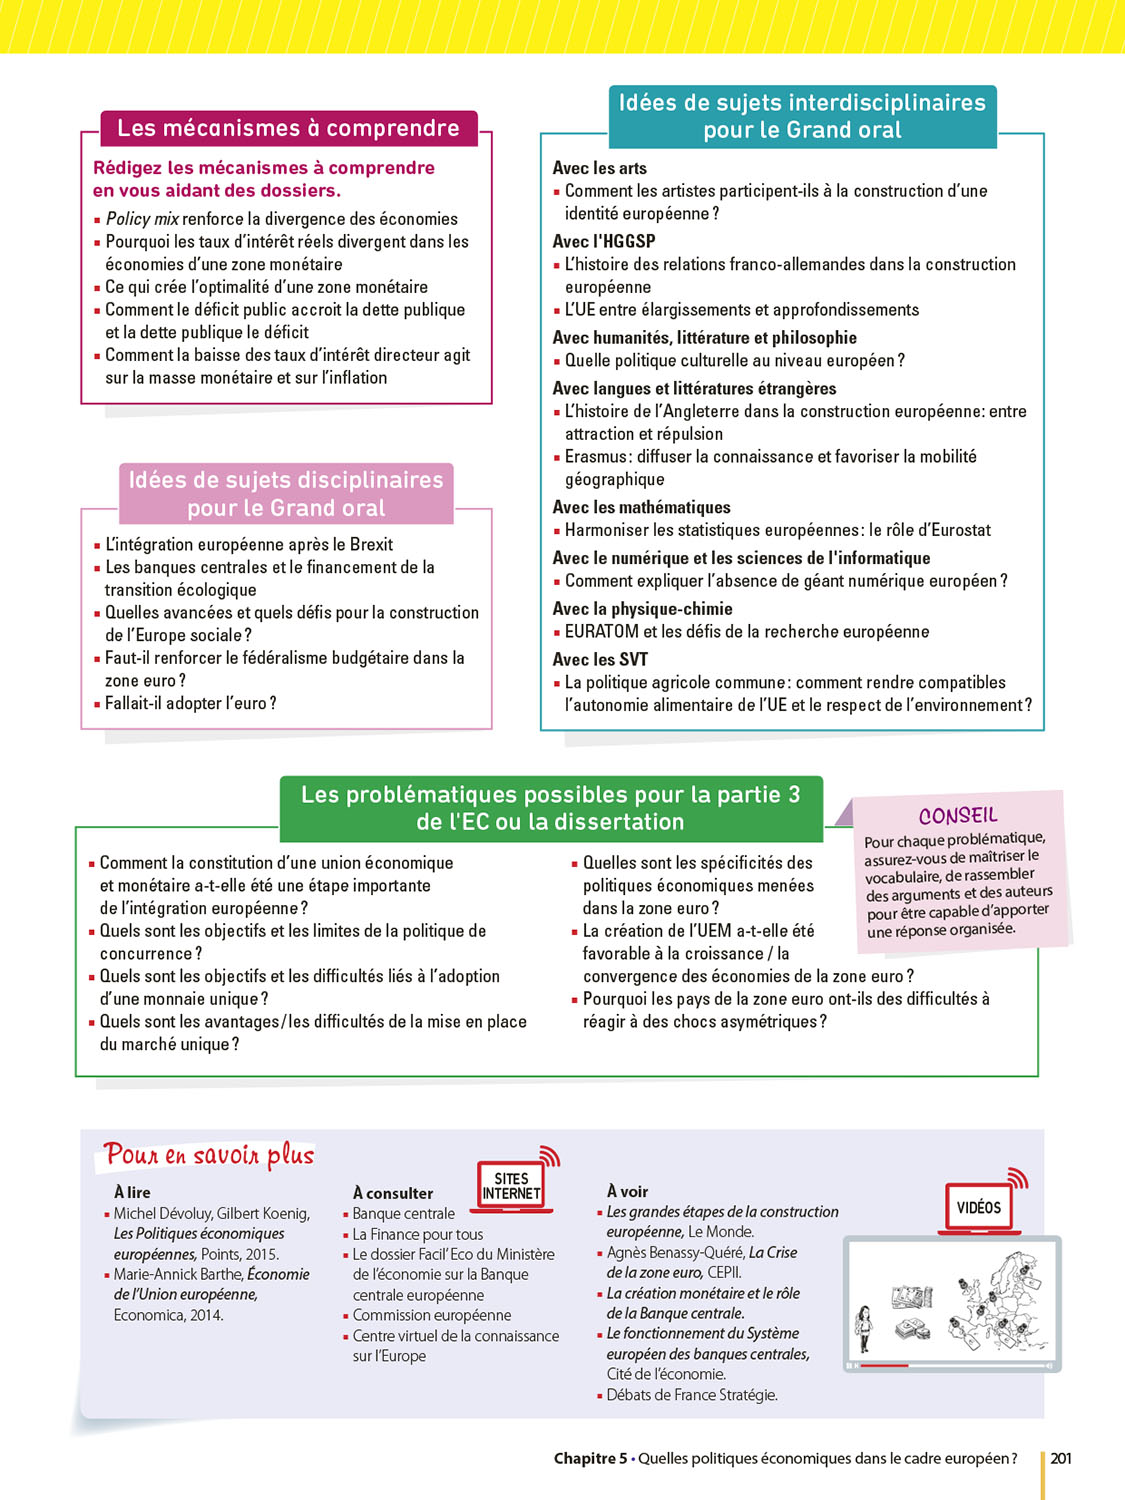 Les mécanismes à comprendre
Rédigez les mécanismes à comprendre
en vous aidant des dossiers.
▪ Policy mix renforce la divergence des économies
▪ Pourquoi les taux d’intérêt réels divergent dans les
économies d’une zone monétaire
▪ Ce qui crée l’optimalité d’une zone monétaire
▪ Comment le déficit public accroit la dette publique
et la dette publique le déficit
▪ Comment la baisse des taux d’intérêt directeur agit
sur la masse monétaire et sur l’inflation
Idées de sujets disciplinaires
pour le Grand oral
▪ L’intégration européenne après le Brexit
▪ Les banques centrales et le financement de la
transition écologique
▪ Quelles avancées et quels défis pour la construction
de l’Europe sociale ?
▪ Faut-il renforcer le fédéralisme budgétaire dans la
zone euro ?
▪ Fallait-il adopter l’euro ?
Idées de sujets interdisciplinaires
pour le Grand oral
Avec les arts
▪ Comment les artistes participent-ils à la construction d’une
identité européenne ?
Avec l'HGGSP
▪ L’histoire des relations franco-allemandes dans la construction
européenne
▪ L’UE entre élargissements et approfondissements
Avec humanités, littérature et philosophie
▪ Quelle politique culturelle au niveau européen ?
Avec langues et littératures étrangères
▪ L’histoire de l’Angleterre dans la construction européenne : entre
attraction et répulsion
▪ Erasmus : diffuser la connaissance et favoriser la mobilité
géographique
Avec les mathématiques
▪ Harmoniser les statistiques européennes : le rôle d’Eurostat
Avec le numérique et les sciences de l'informatique
▪ Comment expliquer l’absence de géant numérique européen ?
Avec la physique-chimie
▪ EURATOM et les défis de la recherche européenne
Avec les SVT
▪ La politique agricole commune : comment rendre compatibles
l’autonomie alimentaire de l’UE et le respect de l’environnement ?
Les problématiques possibles pour la partie 3
de l'EC ou la dissertation
▪ Comment la constitution d’une union économique
et monétaire a-t-elle été une étape importante
de l’intégration européenne ?
▪ Quels sont les objectifs et les limites de la politique de
concurrence ?
▪ Quels sont les objectifs et les difficultés liés à l’adoption
d’une monnaie unique ?
▪ Quels sont les avantages / les difficultés de la mise en place
du marché unique ?
▪ Quelles sont les spécificités des
politiques économiques menées
dans la zone euro ?
▪ La création de l’UEM a-t-elle été
favorable à la croissance / la
convergence des économies de la zone euro ?
▪ Pourquoi les pays de la zone euro ont-ils des difficultés à
réagir à des chocs asymétriques ?
CONSEIL
Pour chaque problématique,
assurez-vous de maîtriser le
vocabulaire, de rassembler
des arguments et des auteurs
pour être capable d’apporter
une réponse organisée.
Pour en savoir plus
À lire
▪ Michel Dévoluy, Gilbert Koenig,
Les Politiques économiques
européennes, Points, 2015.
▪ Marie-Annick Barthe, Économie
de l’Union européenne,
Economica, 2014.
SITES
INTERNET
À consulter
▪ Banque centrale
▪ La Finance pour tous
▪ Le dossier Facil’ Eco du Ministère
de l’économie sur la Banque
centrale européenne
▪ Commission européenne
▪ Centre virtuel de la connaissance
sur l’Europe
À voir
▪ Les grandes étapes de la construction
européenne, Le Monde.
▪ Agnès Benassy-Quéré, La Crise
de la zone euro, CEPII.
▪ La création monétaire et le rôle
de la Banque centrale.
▪ Le fonctionnement du Système
européen des banques centrales,
Cité de l’économie.
▪ Débats de France Stratégie.
VIDÉOS
Chapitre 5 • Quelles politiques économiques dans le cadre européen ? 201